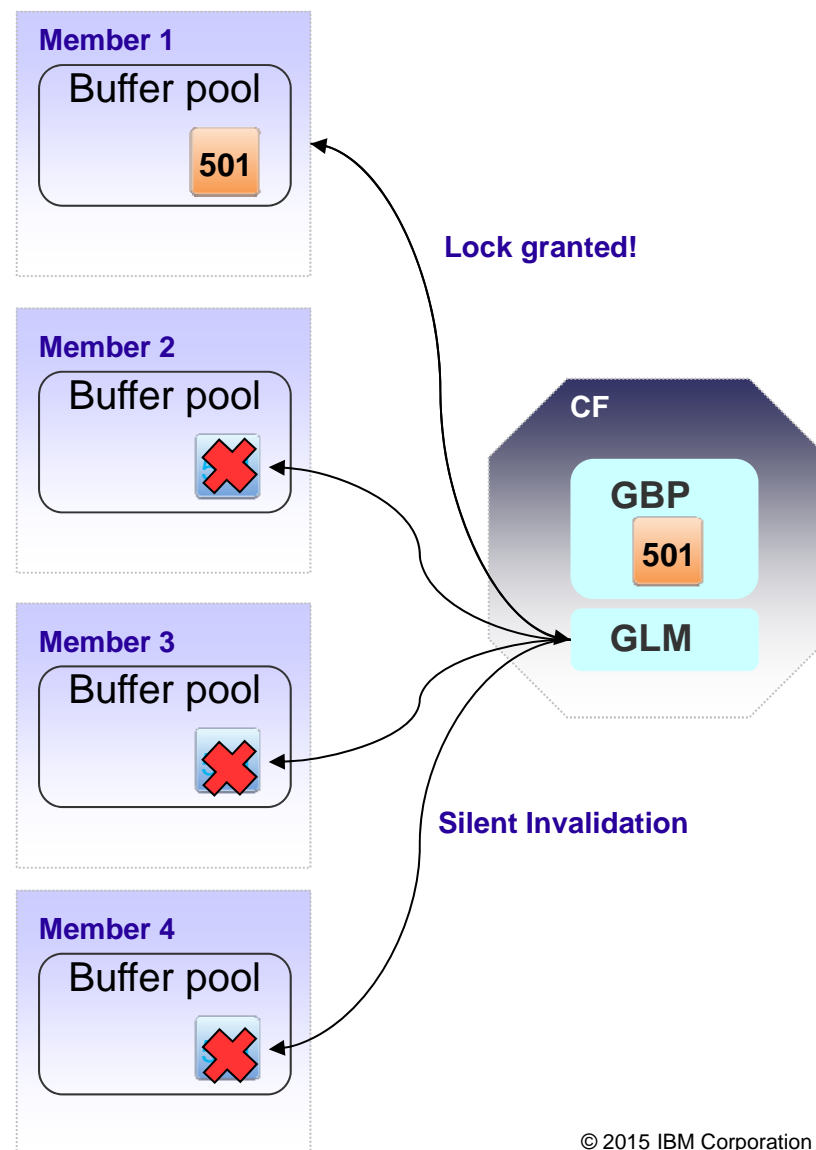 Member 1
Buffer pool
501
Lock granted!
Member 2
Buffer pool
CF
GBP
501
GLM
Member 3
Buffer pool
Silent Invalidation
Member 4
Buffer pool
© 2015 IBM Corporation